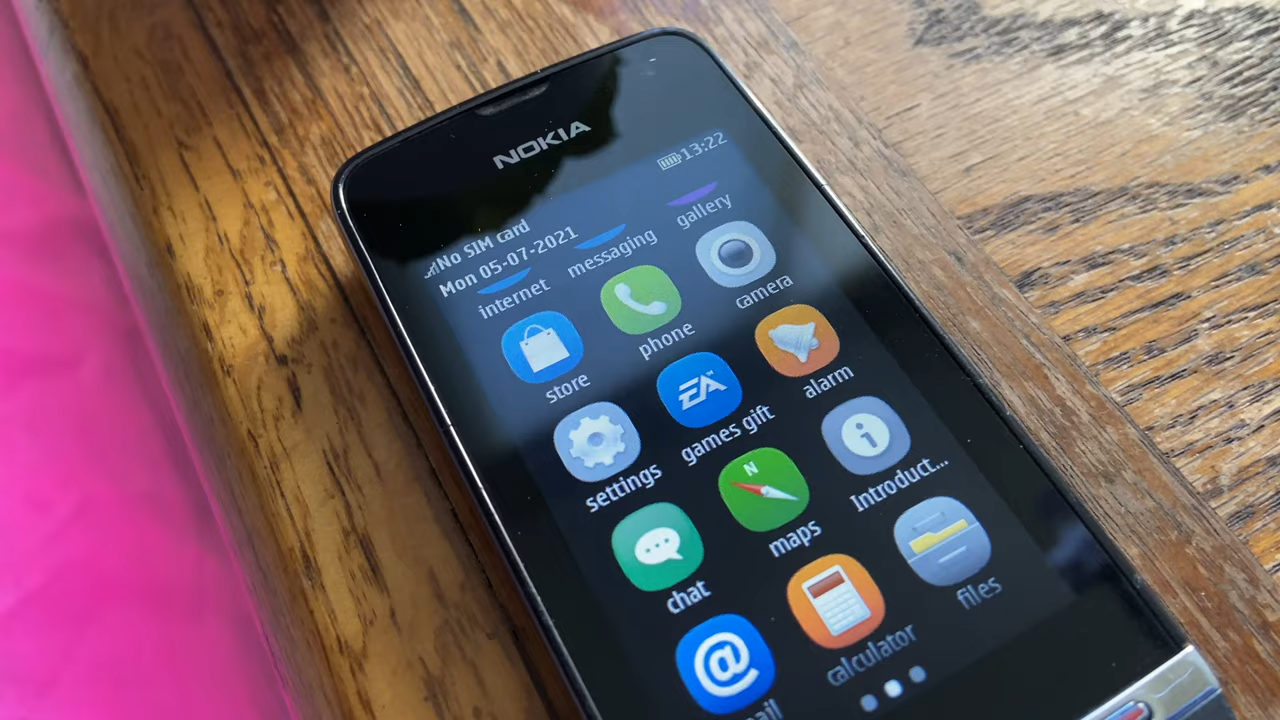 NOKIA
13:22
No SIM card
Mon 05-07-2021
internet
messaging
gallery
store
phone
camera
settings
EA
games gift
alarm
chat
N
maps
Introduct...
@
calculator
files